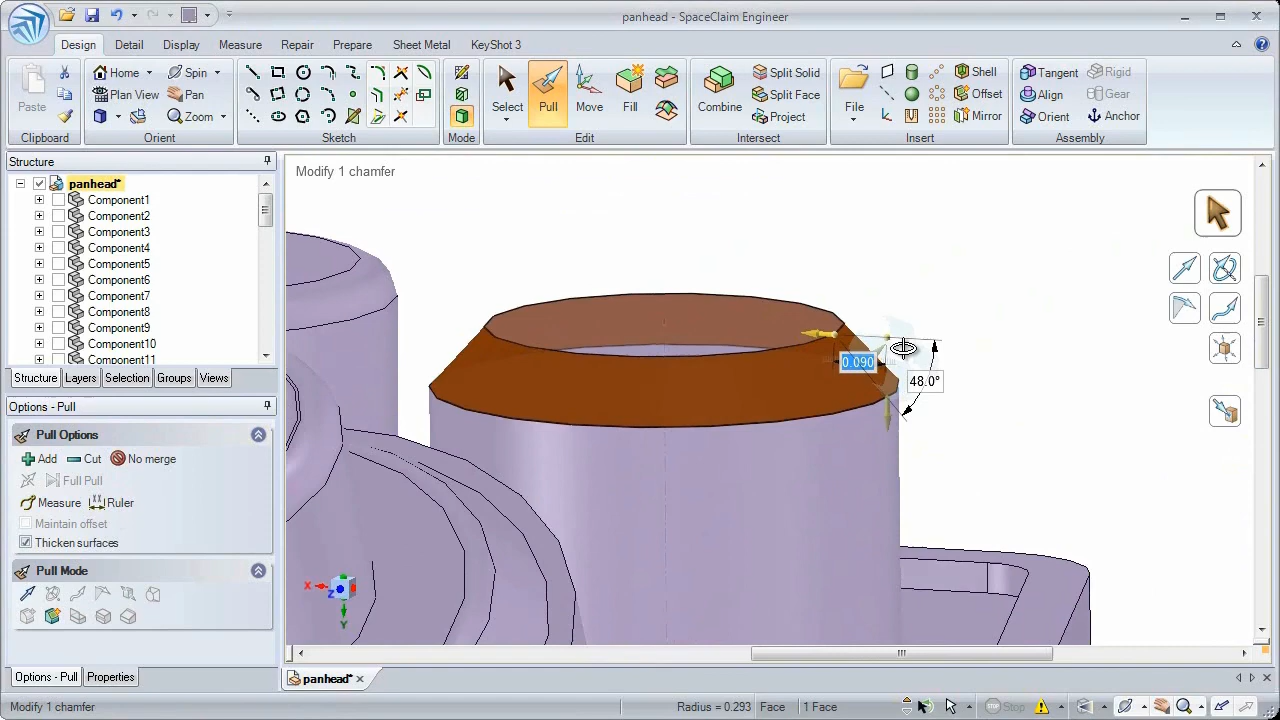 panhead - SpaceClaim Engineer
Design Detail Display Measure Repair Prepare Sheet Metal KeyShot 3
Paste
Clipboard
Home Spin
Plan View Pan
Zoom
Orient
Sketch
Mode
Select Pull Move Fill
Edit
Combine
Split Solid
Split Face
Project
Intersect
File
Shell
Offset
Mirror
Insert
Tangent Rigid
Align Gear
Orient Anchor
Assembly
Structure
panhead*
Component1
Component2
Component3
Component4
Component5
Component6
Component7
Component8
Component9
Component10
Component11
Structure Layers Selection Groups Views
Options - Pull
Pull Options
Add Cut No merge
Full Pull
Measure Ruler
Maintain offset
Thicken surfaces
Pull Mode
Options - Pull Properties
Modify 1 chamfer
0.090
48.0°
X
Z
Y
panhead*
Modify 1 chamfer Radius = 0.293 Face 1 Face Stop